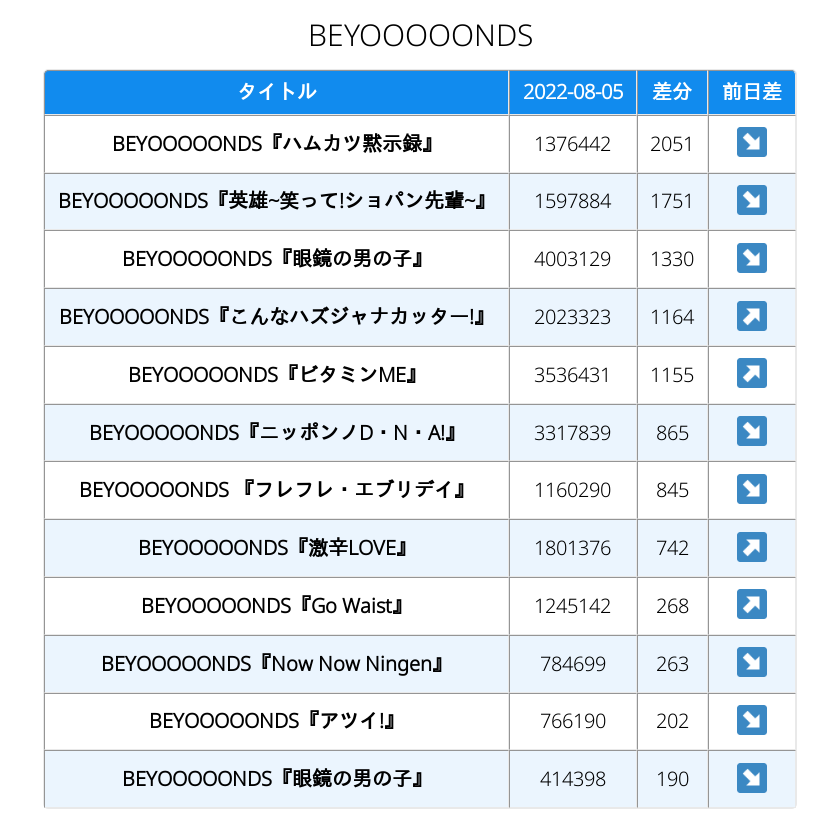 BEYOOOOONDS
タイトル 2022-08-05 差分 前日差
BEYOOOOONDS『ハムカツ黙示録』 1376442 2051 ↘
BEYOOOOONDS『英雄~笑って!ショパン先輩~』 1597884 1751 ↘
BEYOOOOONDS『眼鏡の男の子』 4003129 1330 ↘
BEYOOOOONDS『こんなハズジャナカッター!』 2023323 1164 ↗
BEYOOOOONDS『ビタミンME』 3536431 1155 ↗
BEYOOOOONDS『ニッポンノD・N・A!』 3317839 865 ↘
BEYOOOOONDS 『フレフレ・エブリデイ』 1160290 845 ↘
BEYOOOOONDS『激辛LOVE』 1801376 742 ↗
BEYOOOOONDS『Go Waist』 1245142 268 ↗
BEYOOOOONDS『Now Now Ningen』 784699 263 ↘
BEYOOOOONDS『アツイ!』 766190 202 ↘
BEYOOOOONDS『眼鏡の男の子』 414398 190 ↘